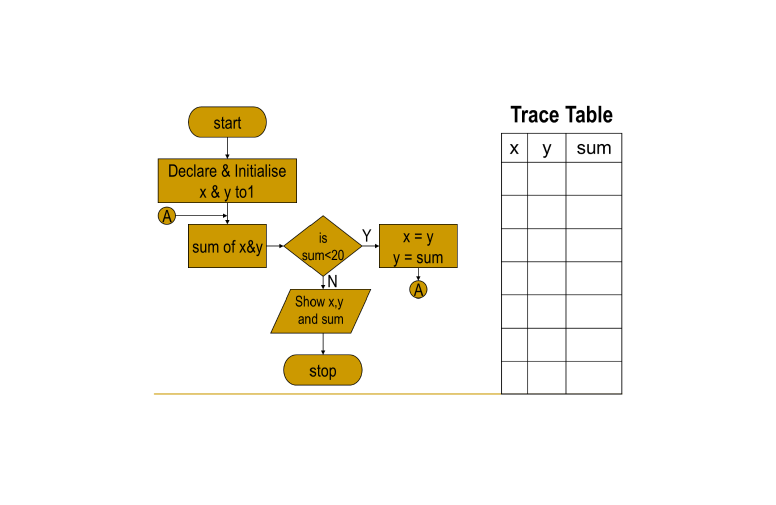 Trace Table
start
x y sum
Declare & Initialise
x & y to1
A
sum of x&y
is
sum<20
Y
x = y
y = sum
A
N
Show x,y
and sum
stop